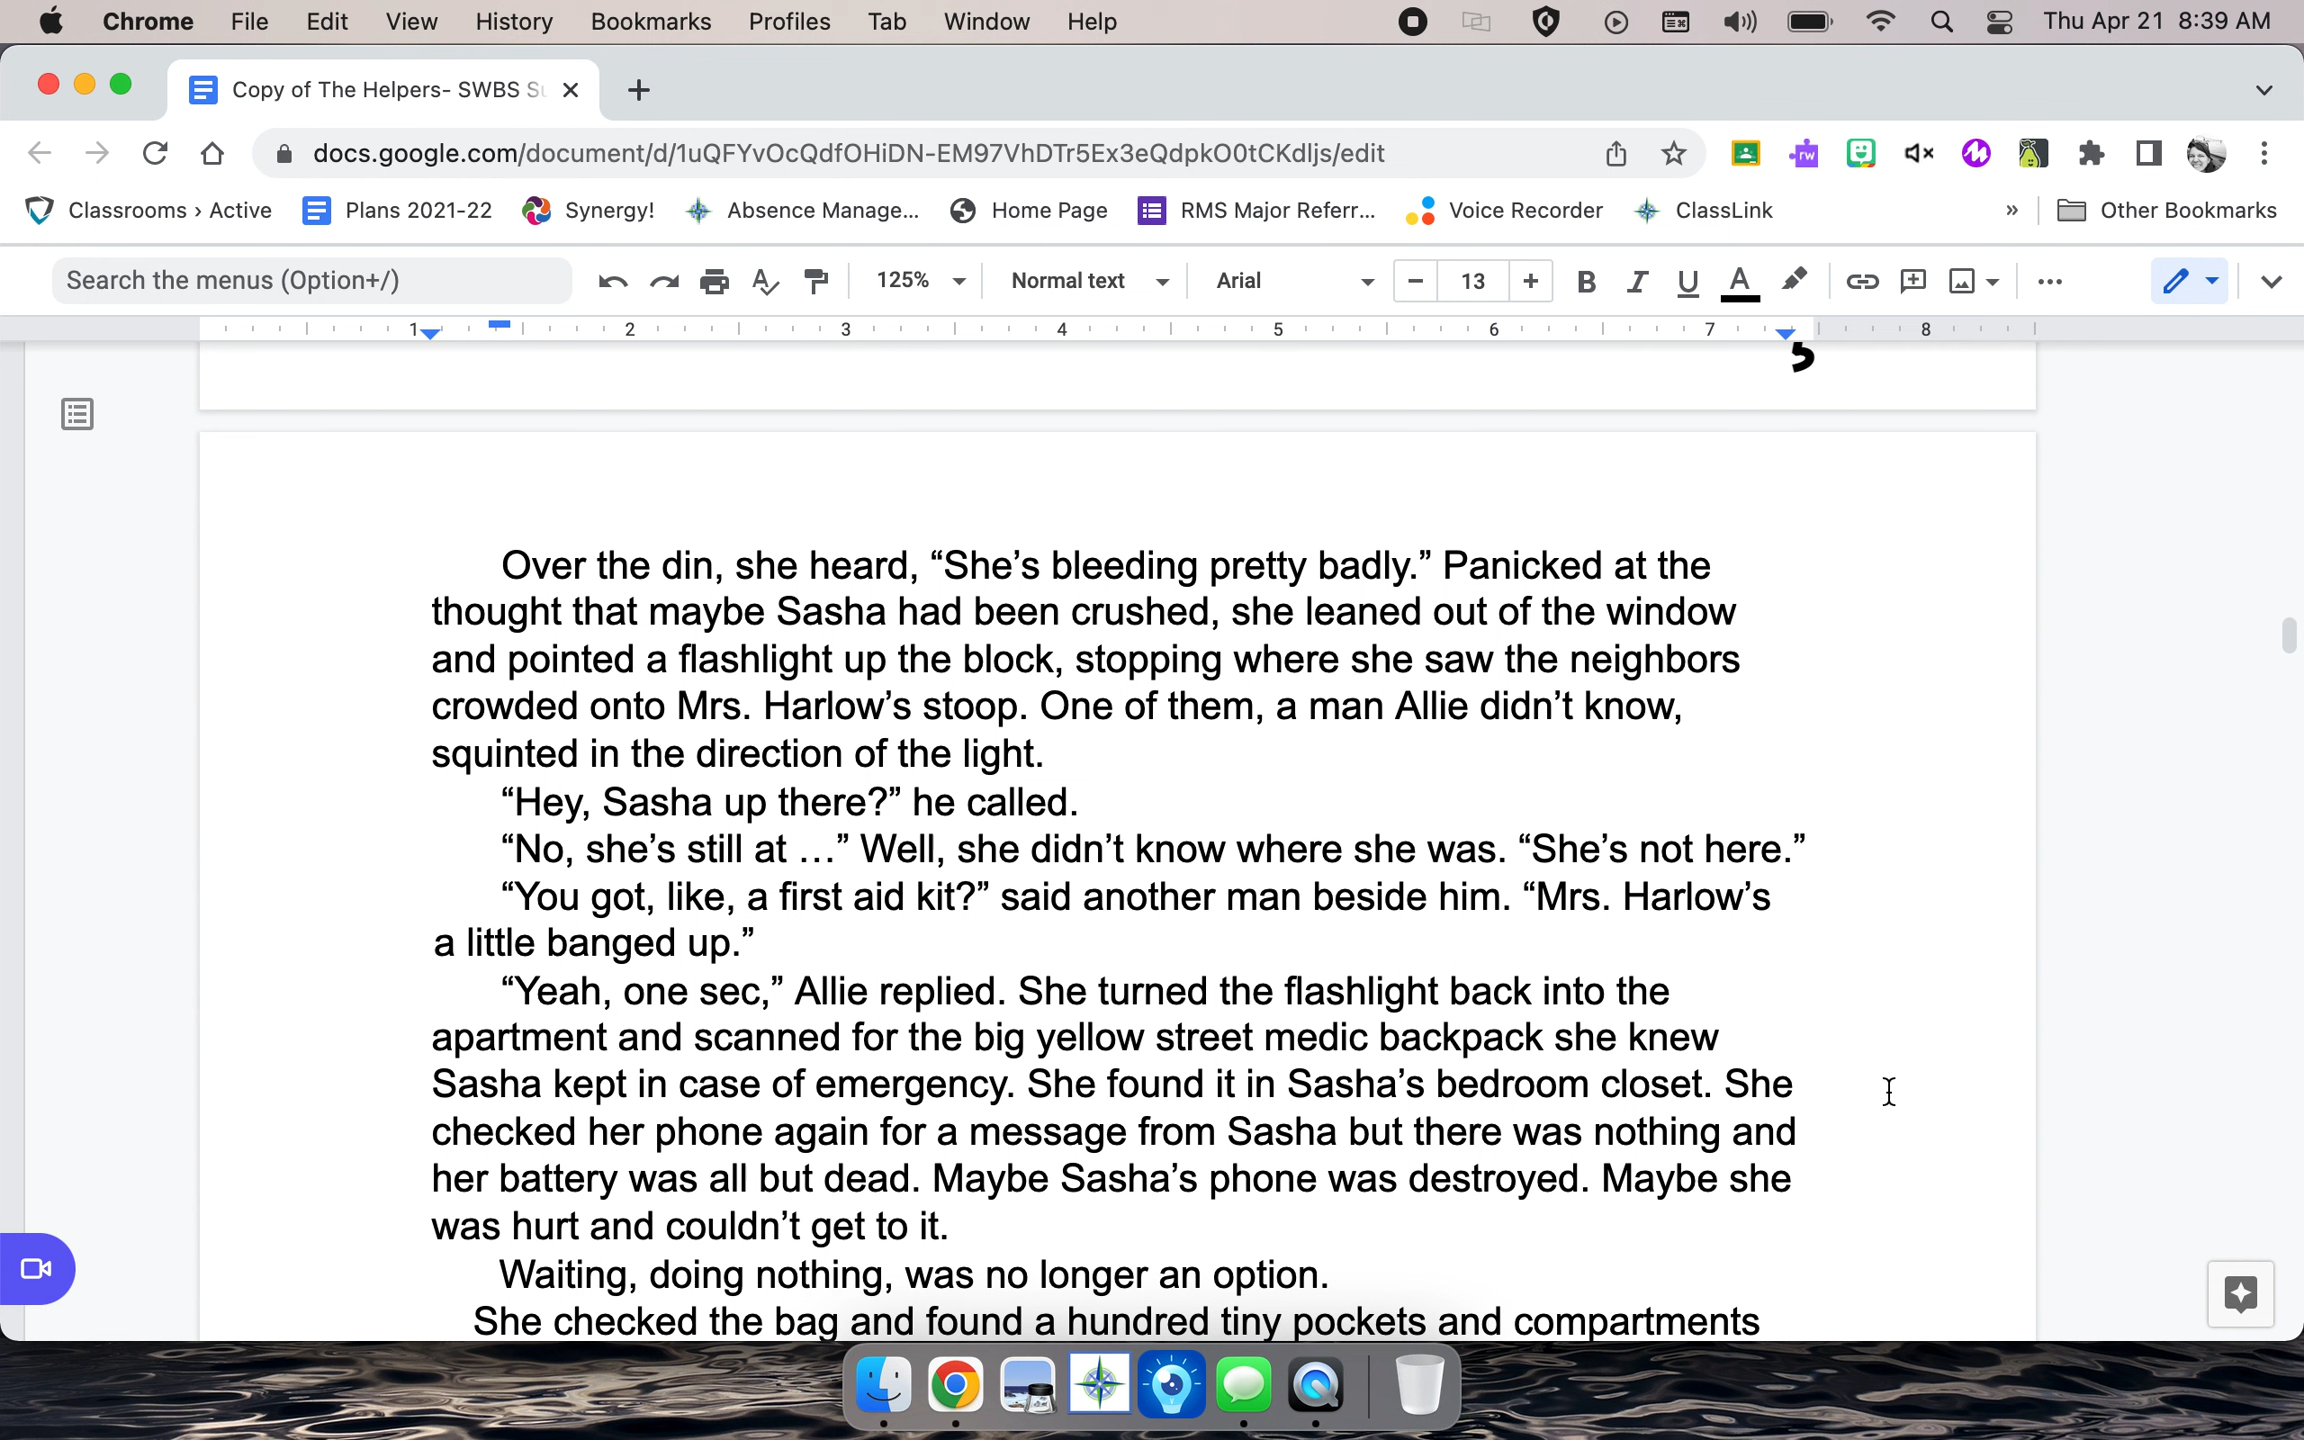 Chrome File Edit View History Bookmarks Profiles Tab Window Help Thu Apr 21 8:39 AM
Copy of The Helpers- SWBS
docs.google.com/document/d/1uQFYvOcQdfOHiDN-EM97VhDTr5Ex3eQdpkO0tCKdljs/edit
Classrooms › Active Plans 2021-22 Synergy! Absence Manage... Home Page RMS Major Referr... Voice Recorder ClassLink » Other Bookmarks
Search the menus (Option+/) 125% Normal text Arial − 13 + B I U A
1 2 3 4 5 6 7 8
Over the din, she heard, “She’s bleeding pretty badly.” Panicked at the
thought that maybe Sasha had been crushed, she leaned out of the window
and pointed a flashlight up the block, stopping where she saw the neighbors
crowded onto Mrs. Harlow’s stoop. One of them, a man Allie didn’t know,
squinted in the direction of the light.
“Hey, Sasha up there?” he called.
“No, she’s still at …” Well, she didn’t know where she was. “She’s not here.”
“You got, like, a first aid kit?” said another man beside him. “Mrs. Harlow’s
a little banged up.”
“Yeah, one sec,” Allie replied. She turned the flashlight back into the
apartment and scanned for the big yellow street medic backpack she knew
Sasha kept in case of emergency. She found it in Sasha’s bedroom closet. She
checked her phone again for a message from Sasha but there was nothing and
her battery was all but dead. Maybe Sasha’s phone was destroyed. Maybe she
was hurt and couldn’t get to it.
Waiting, doing nothing, was no longer an option.
She checked the bag and found a hundred tiny pockets and compartments